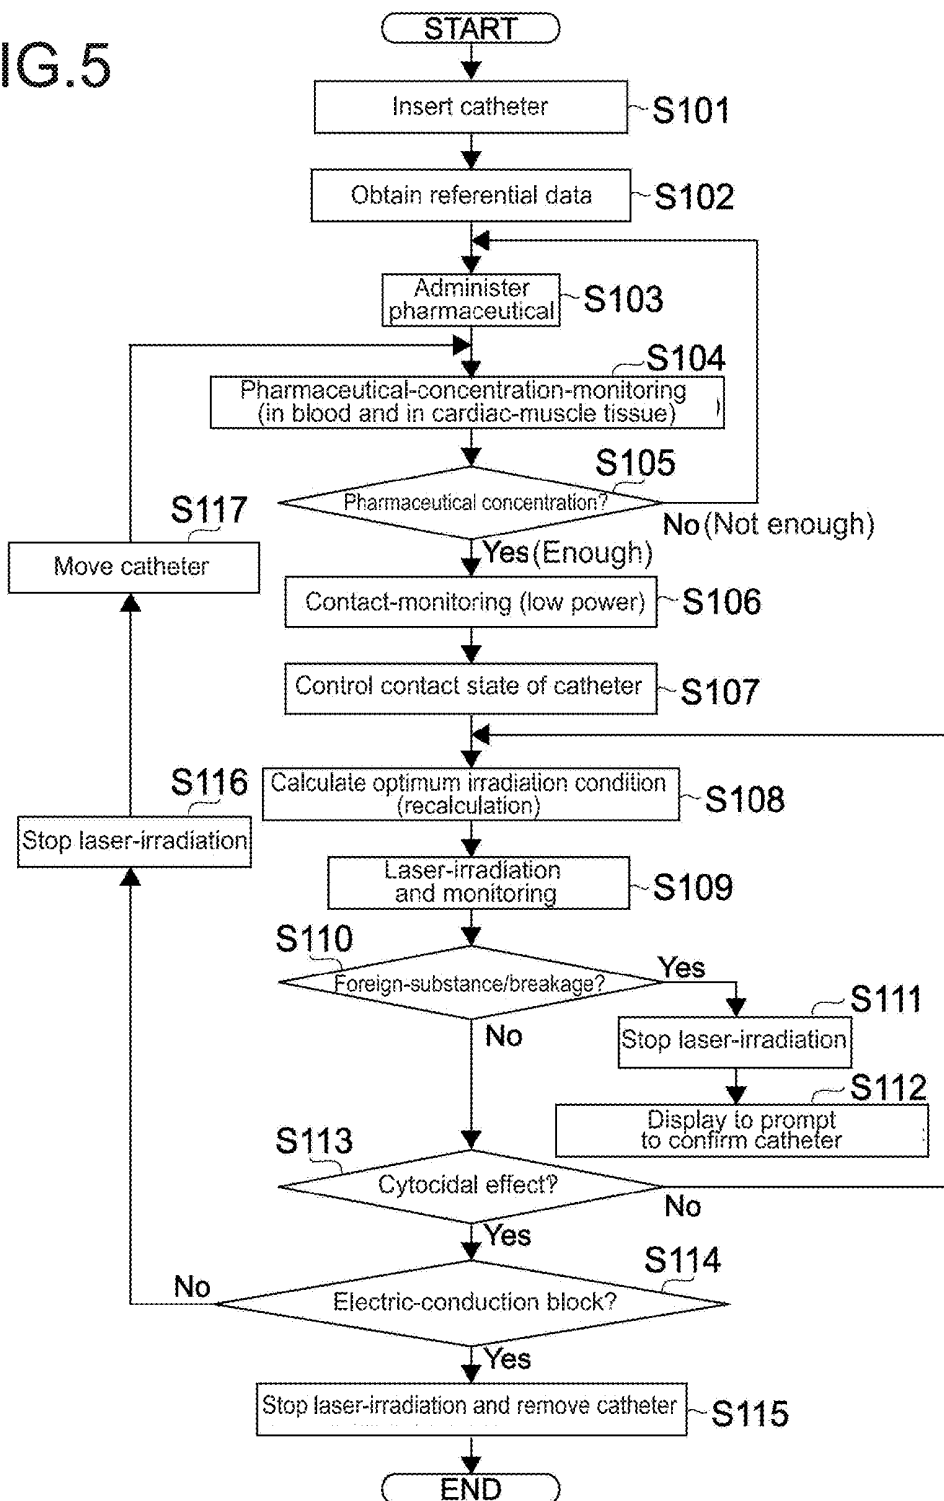 IG.5
START
Insert catheter
S101
Obtain referential data
S102
Administer
pharmaceutical
S103
S104
Pharmaceutical-concentration-monitoring
(in blood and in cardiac-muscle tissue)
S105
Pharmaceutical concentration?
No (Not enough)
Yes (Enough)
S117
Move catheter
Contact-monitoring (low power)
S106
Control contact state of catheter
S107
S116
Stop laser-irradiation
Calculate optimum irradiation condition
(recalculation)
S108
Laser-irradiation
and monitoring
S109
S110
Foreign-substance/breakage?
Yes
No
S111
Stop laser-irradiation
S112
Display to prompt
to confirm catheter
S113
Cytocidal effect?
No
Yes
S114
Electric-conduction block?
No
Yes
Stop laser-irradiation and remove catheter
S115
END